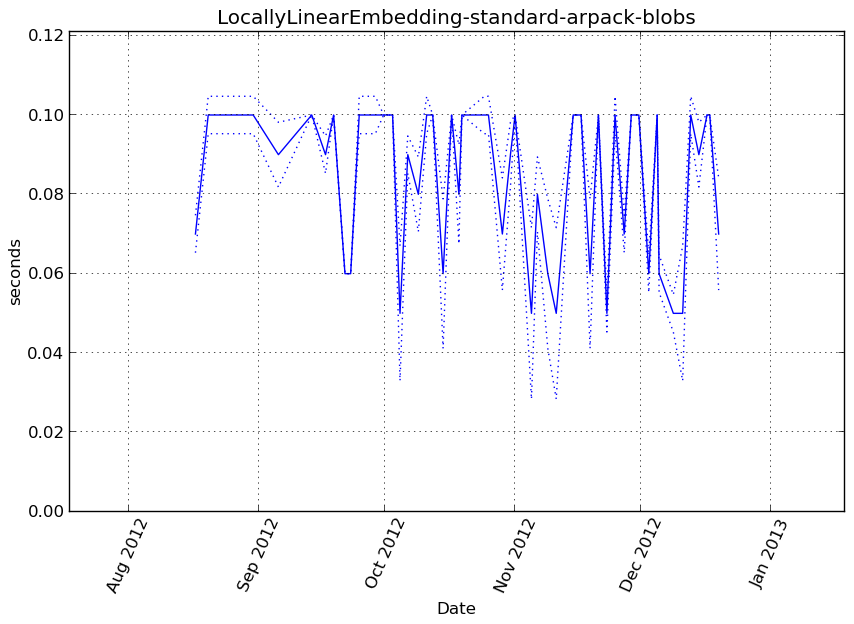 LocallyLinearEmbedding-standard-arpack-blobs
0.12
0.10
0.08
0.06
0.04
0.02
0.00
seconds
Aug 2012
Sep 2012
Oct 2012
Nov 2012
Dec 2012
Jan 2013
Date